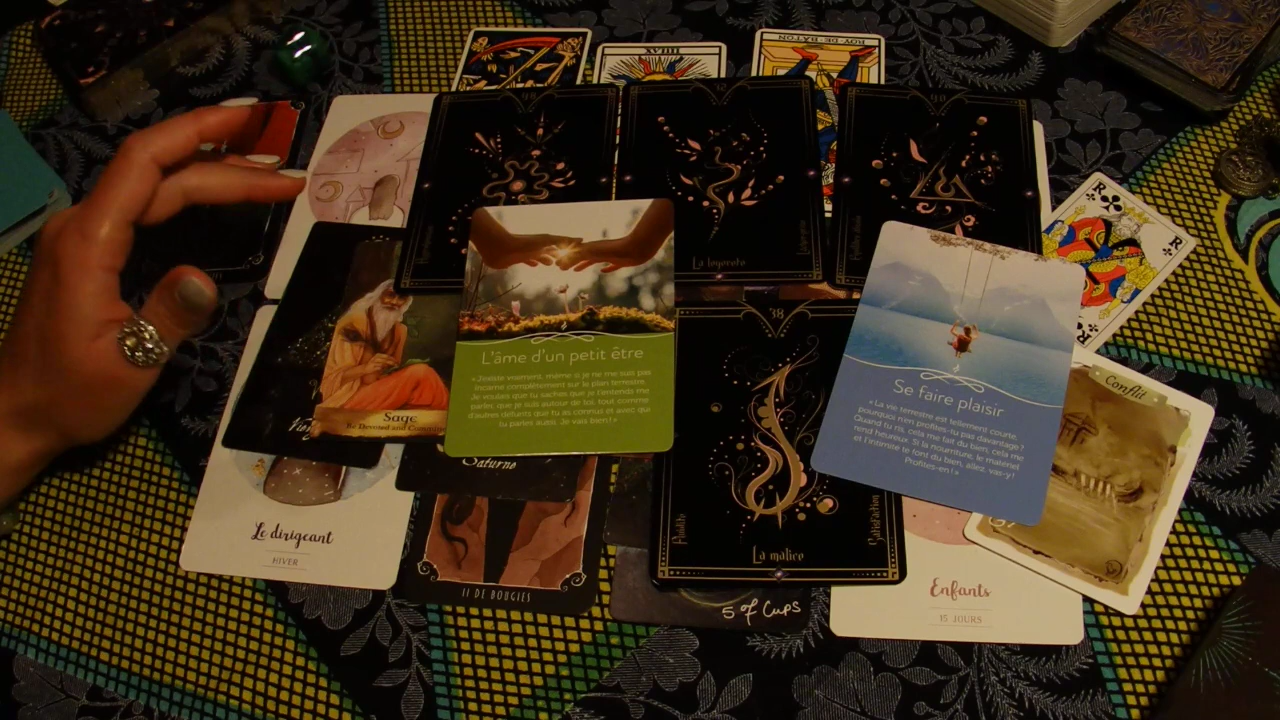 XVIIII
ROY DE BATON
R
R
La loyauté
38
Conflit
L'âme d'un petit être
« J'existe vraiment, même si je ne me suis pas
incarné complètement sur le plan terrestre.
Je voulais que tu saches que je t'entends me
parler, que je suis autour de toi, tout comme
d'autres défunts que tu as connus et avec qui
tu parles aussi. Je vais bien ! »
Se faire plaisir
« La vie terrestre est tellement courte,
pourquoi n'en profites-tu pas davantage ?
Quand tu ris, cela me fait du bien, cela me
rend heureux. Si la nourriture, le matériel
et l'intimité te font du bien, allez, vas-y !
Profites-en ! »
Sage
Be Devoted and
Saturne
Satisfaction
La malice
Le dirigeant
HIVER
II DE BOUGIES
5 of Cups
Enfants
15 JOURS